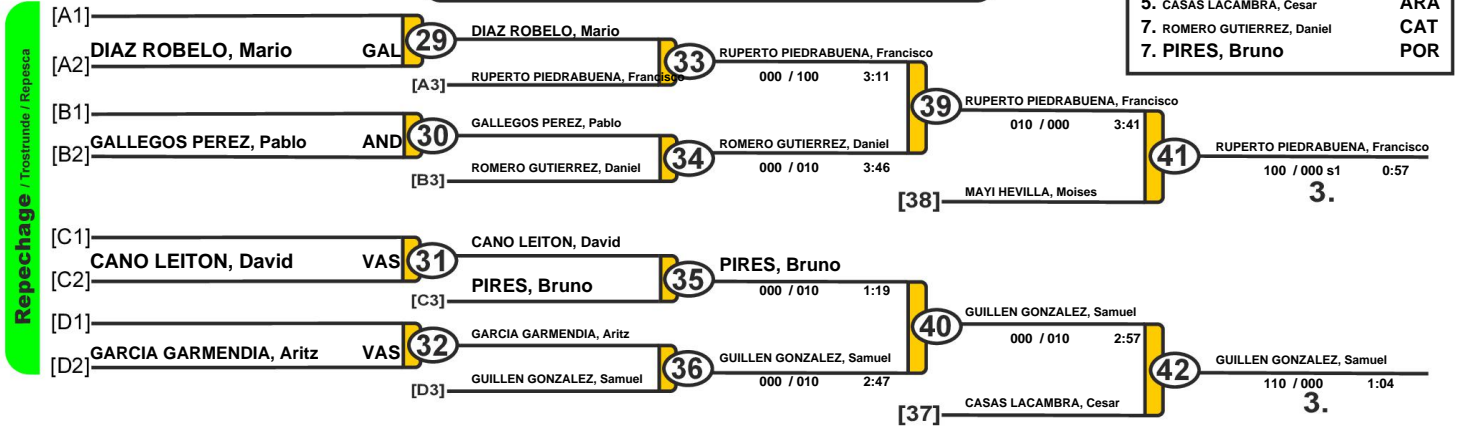 5. CASAS LACAMBRA, Cesar ARA
7. ROMERO GUTIERREZ, Daniel CAT
7. PIRES, Bruno POR
Repechage / Trostrunde / Repesca
[A1]
[A2] DIAZ ROBELO, Mario GAL
29
DIAZ ROBELO, Mario
[A3] RUPERTO PIEDRABUENA, Francisco
33
RUPERTO PIEDRABUENA, Francisco
000 / 100 3:11
[B1]
[B2] GALLEGOS PEREZ, Pablo AND
30
GALLEGOS PEREZ, Pablo
[B3] ROMERO GUTIERREZ, Daniel
34
ROMERO GUTIERREZ, Daniel
000 / 010 3:46
39
RUPERTO PIEDRABUENA, Francisco
010 / 000 3:41
[38] MAYI HEVILLA, Moises
41
RUPERTO PIEDRABUENA, Francisco
100 / 000 s1 0:57
3.
[C1]
[C2] CANO LEITON, David VAS
31
CANO LEITON, David
[C3] PIRES, Bruno
35
PIRES, Bruno
000 / 010 1:19
[D1]
[D2] GARCIA GARMENDIA, Aritz VAS
32
GARCIA GARMENDIA, Aritz
[D3] GUILLEN GONZALEZ, Samuel
36
GUILLEN GONZALEZ, Samuel
000 / 010 2:47
40
GUILLEN GONZALEZ, Samuel
000 / 010 2:57
[37] CASAS LACAMBRA, Cesar
42
GUILLEN GONZALEZ, Samuel
110 / 000 1:04
3.